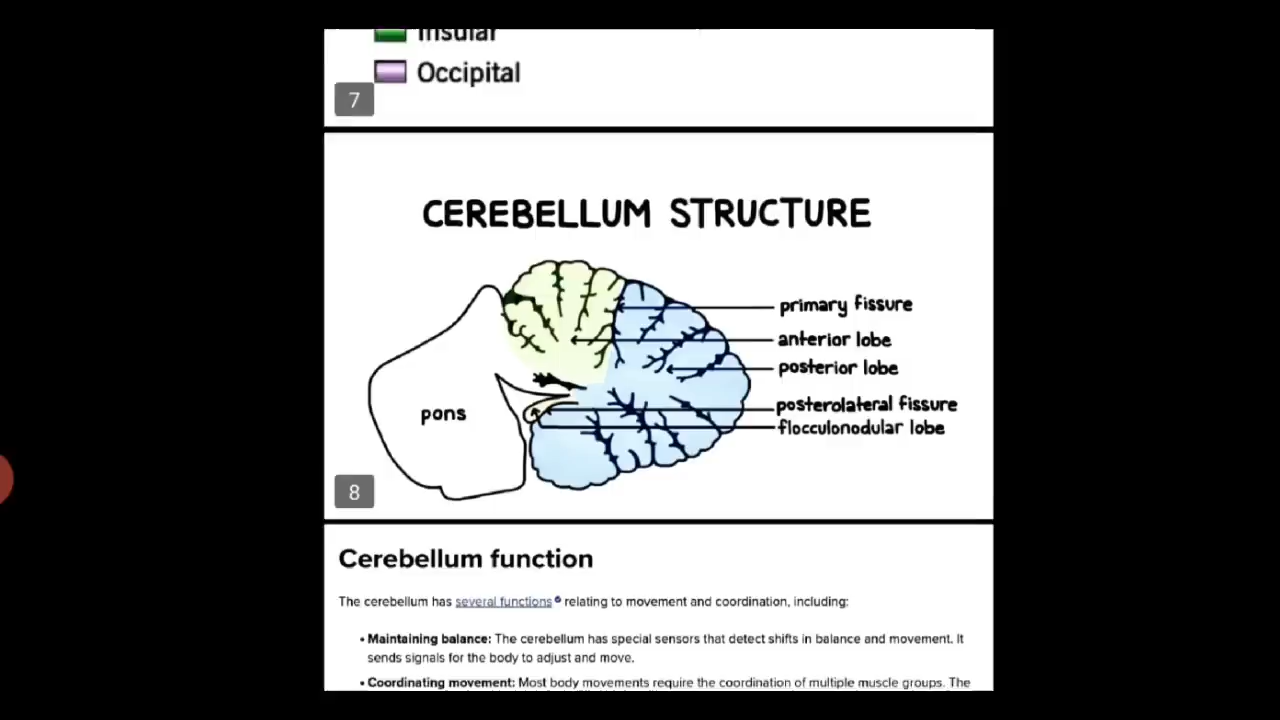 Insular
Occipital
7
CEREBELLUM STRUCTURE
primary fissure
anterior lobe
posterior lobe
posterolateral fissure
flocculonodular lobe
pons
8
Cerebellum function
The cerebellum has several functions relating to movement and coordination, including:
• Maintaining balance: The cerebellum has special sensors that detect shifts in balance and movement. It
sends signals for the body to adjust and move.
• Coordinating movement: Most body movements require the coordination of multiple muscle groups. The